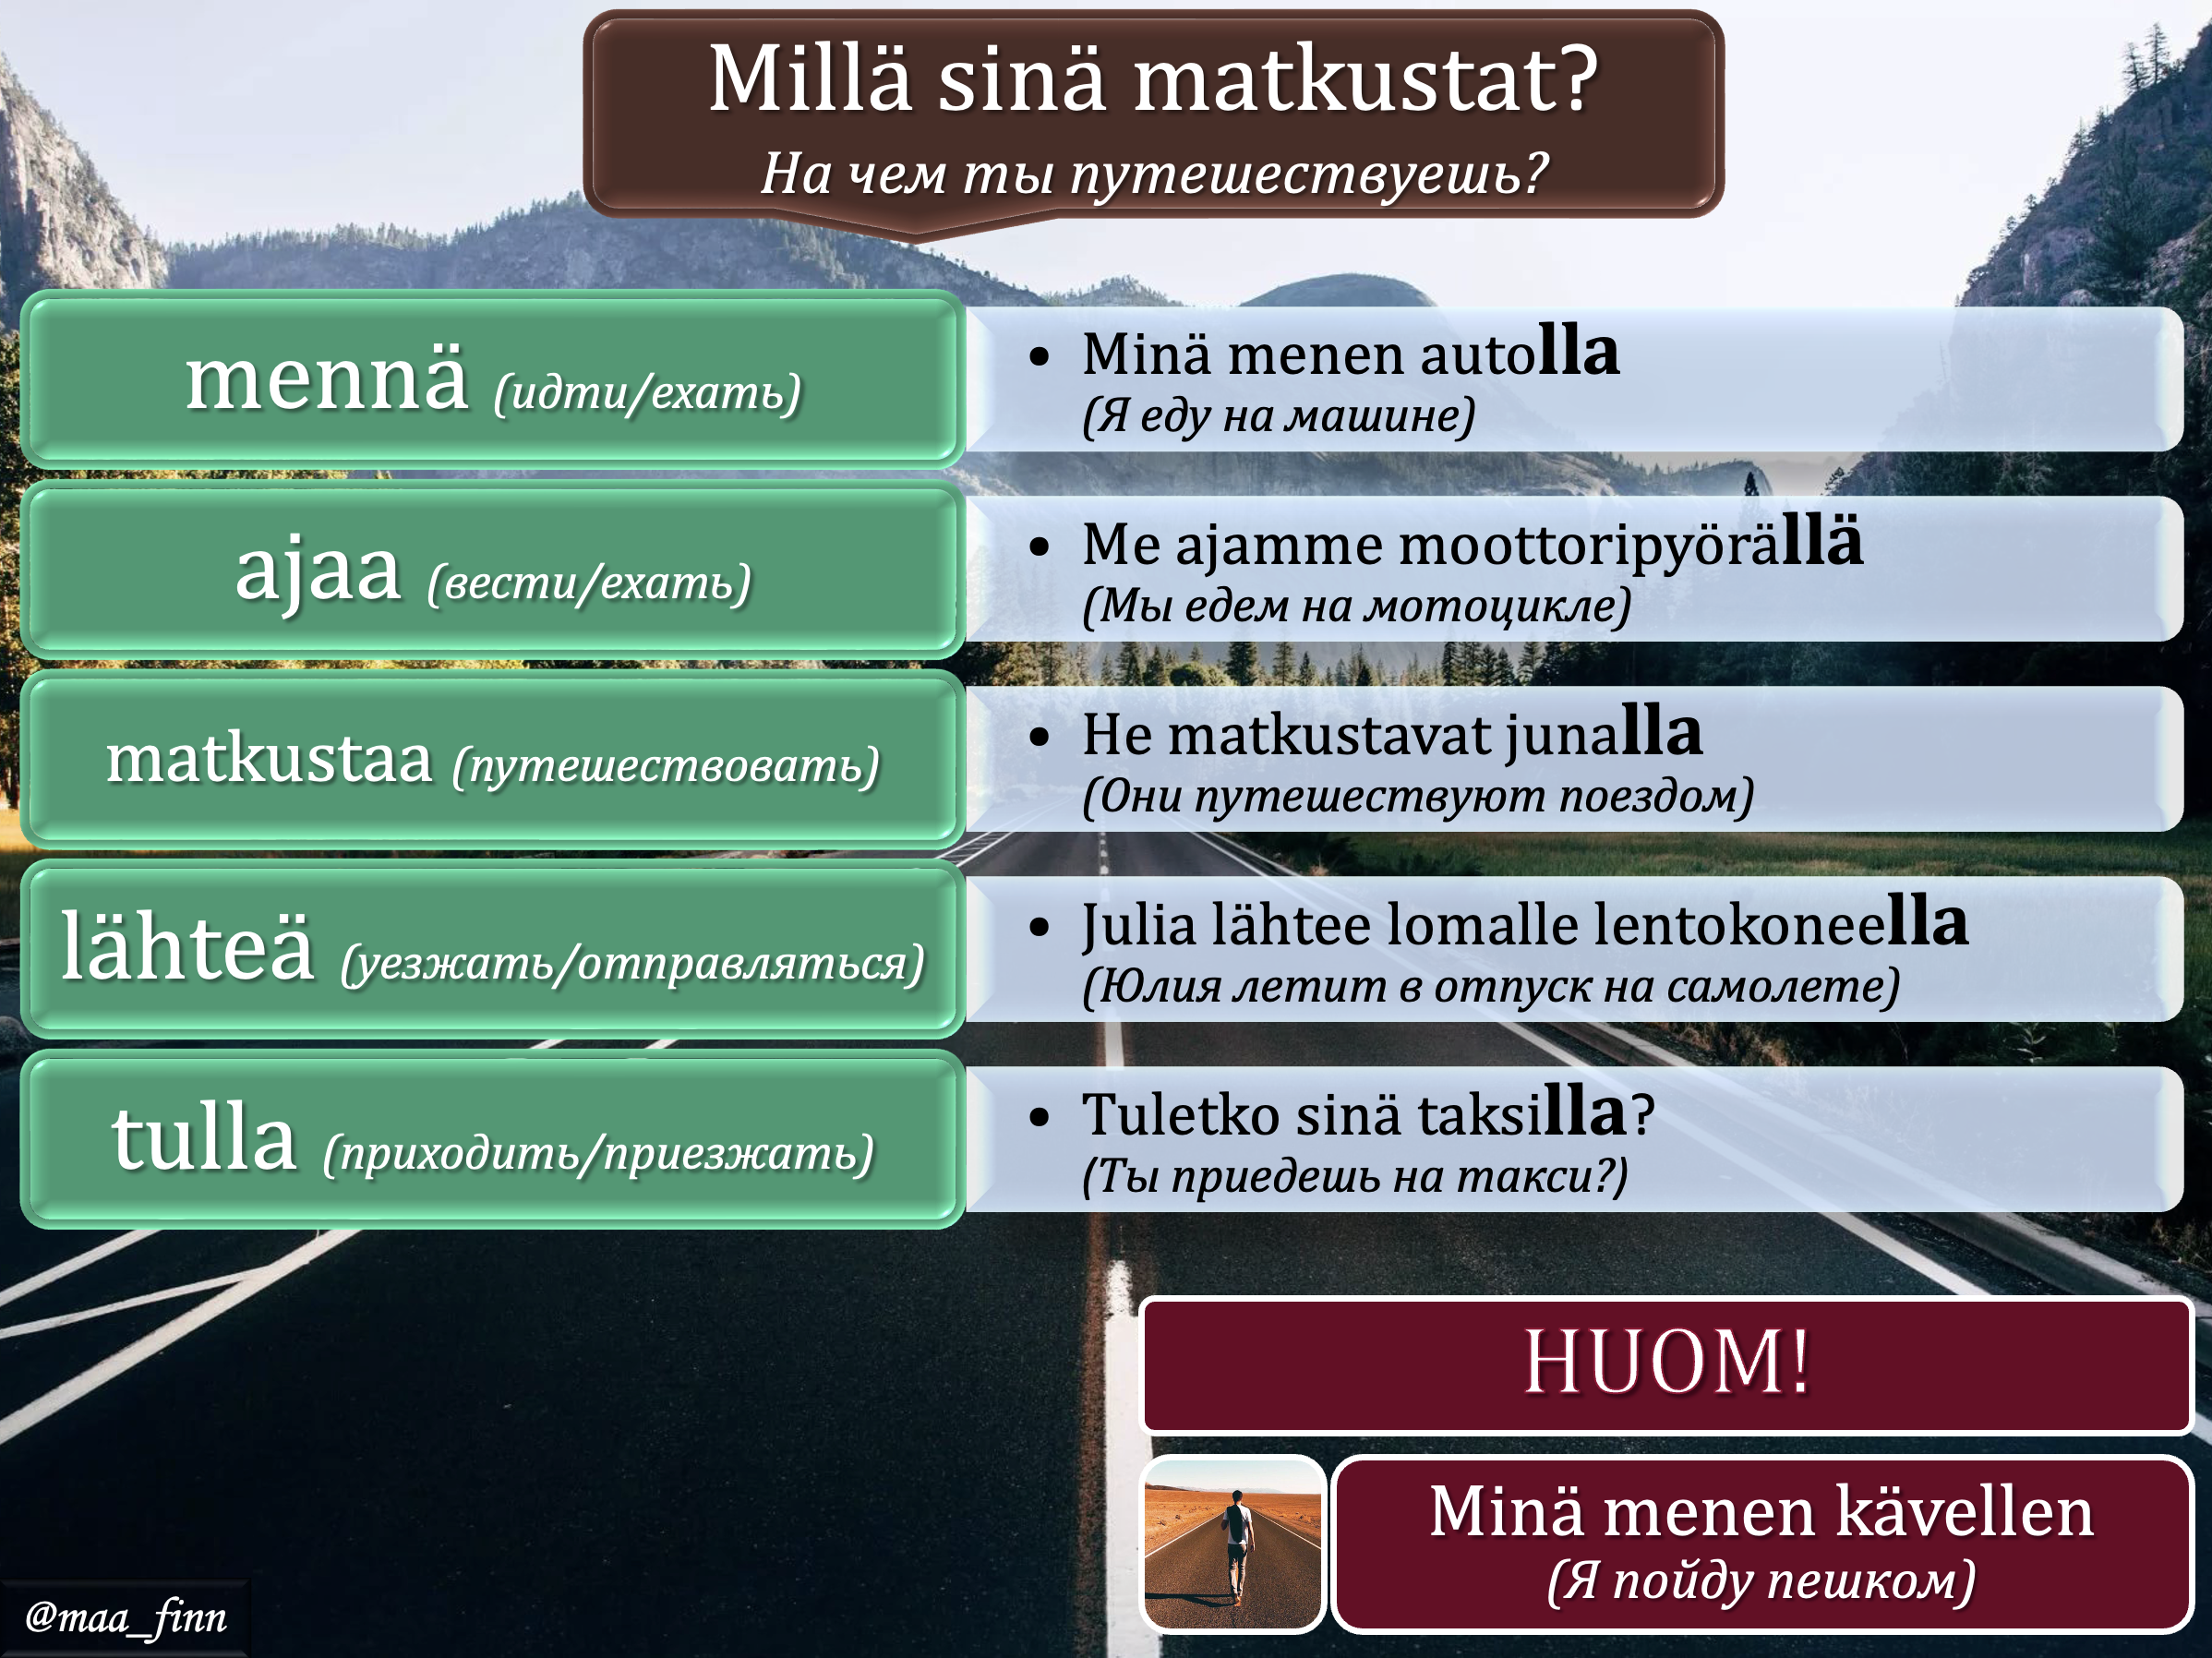 Millä sinä matkustat?
На чем ты путешествуешь?
mennä (идти/ехать)
• Minä menen autolla
(Я еду на машине)
ajaa (вести/ехать)
• Me ajamme moottoripyörällä
(Мы едем на мотоцикле)
matkustaa (путешествовать)
• He matkustavat junalla
(Они путешествуют поездом)
lähteä (уезжать/отправляться)
• Julia lähtee lomalle lentokoneella
(Юлия летит в отпуск на самолете)
tulla (приходить/приезжать)
• Tuletko sinä taksilla?
(Ты приедешь на такси?)
HUOM!
Minä menen kävellen
(Я пойду пешком)
@maa_finn